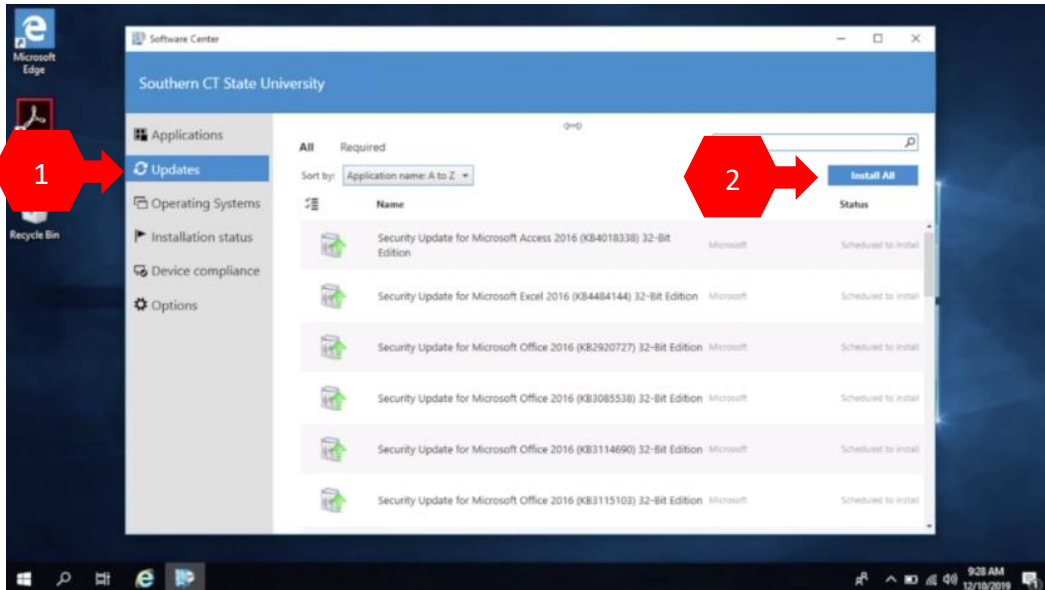 Microsoft
Edge
Recycle Bin
Software Center
Southern CT State University
Applications
Updates
Operating Systems
Installation status
Device compliance
Options
1
All Required
Sort by: Application name: A to Z
2
Install All
Name Status
Security Update for Microsoft Access 2016 (KB4018338) 32-Bit
Edition
Microsoft Scheduled to install
Security Update for Microsoft Excel 2016 (KB4484144) 32-Bit Edition Microsoft Scheduled to install
Security Update for Microsoft Office 2016 (KB2920727) 32-Bit Edition Microsoft Scheduled to install
Security Update for Microsoft Office 2016 (KB3085538) 32-Bit Edition Microsoft Scheduled to install
Security Update for Microsoft Office 2016 (KB3114690) 32-Bit Edition Microsoft Scheduled to install
Security Update for Microsoft Office 2016 (KB3115103) 32-Bit Edition Microsoft Scheduled to install
9:28 AM
12/10/2019
1